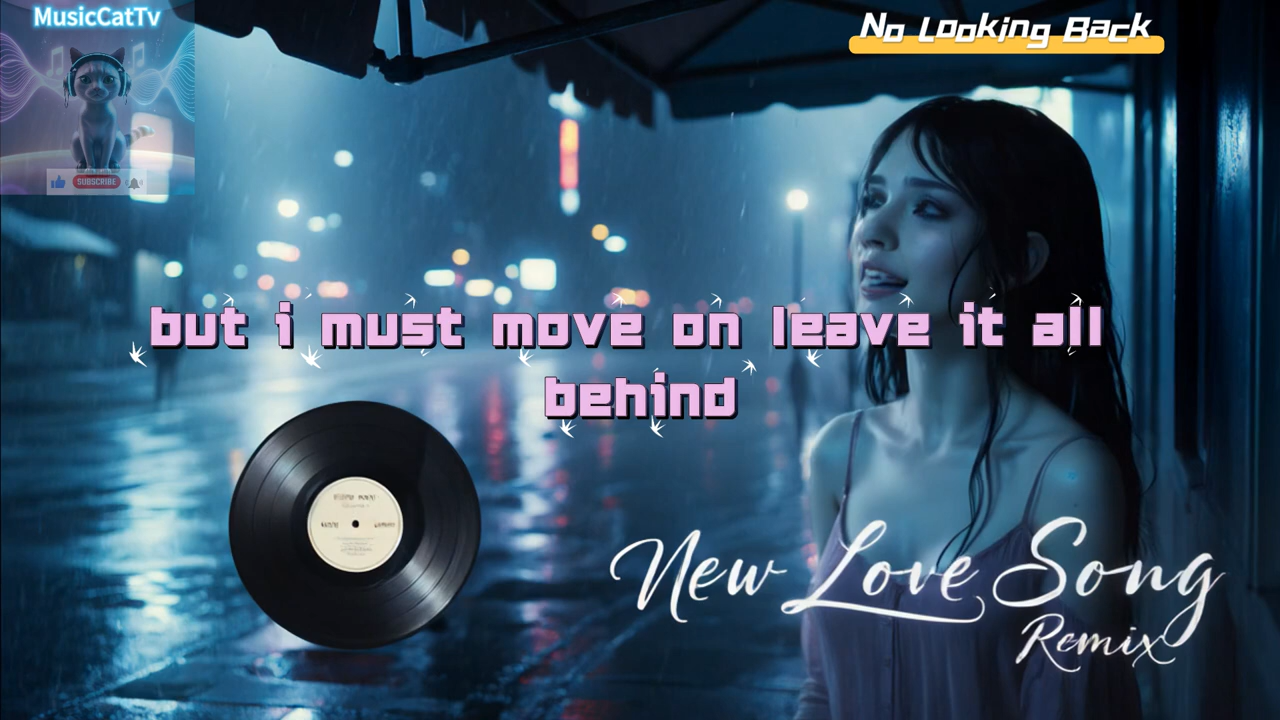 MusicCatTv
SUBSCRIBE
No Looking Back
but i must move on leave it all
behind
New Love Song
Remix